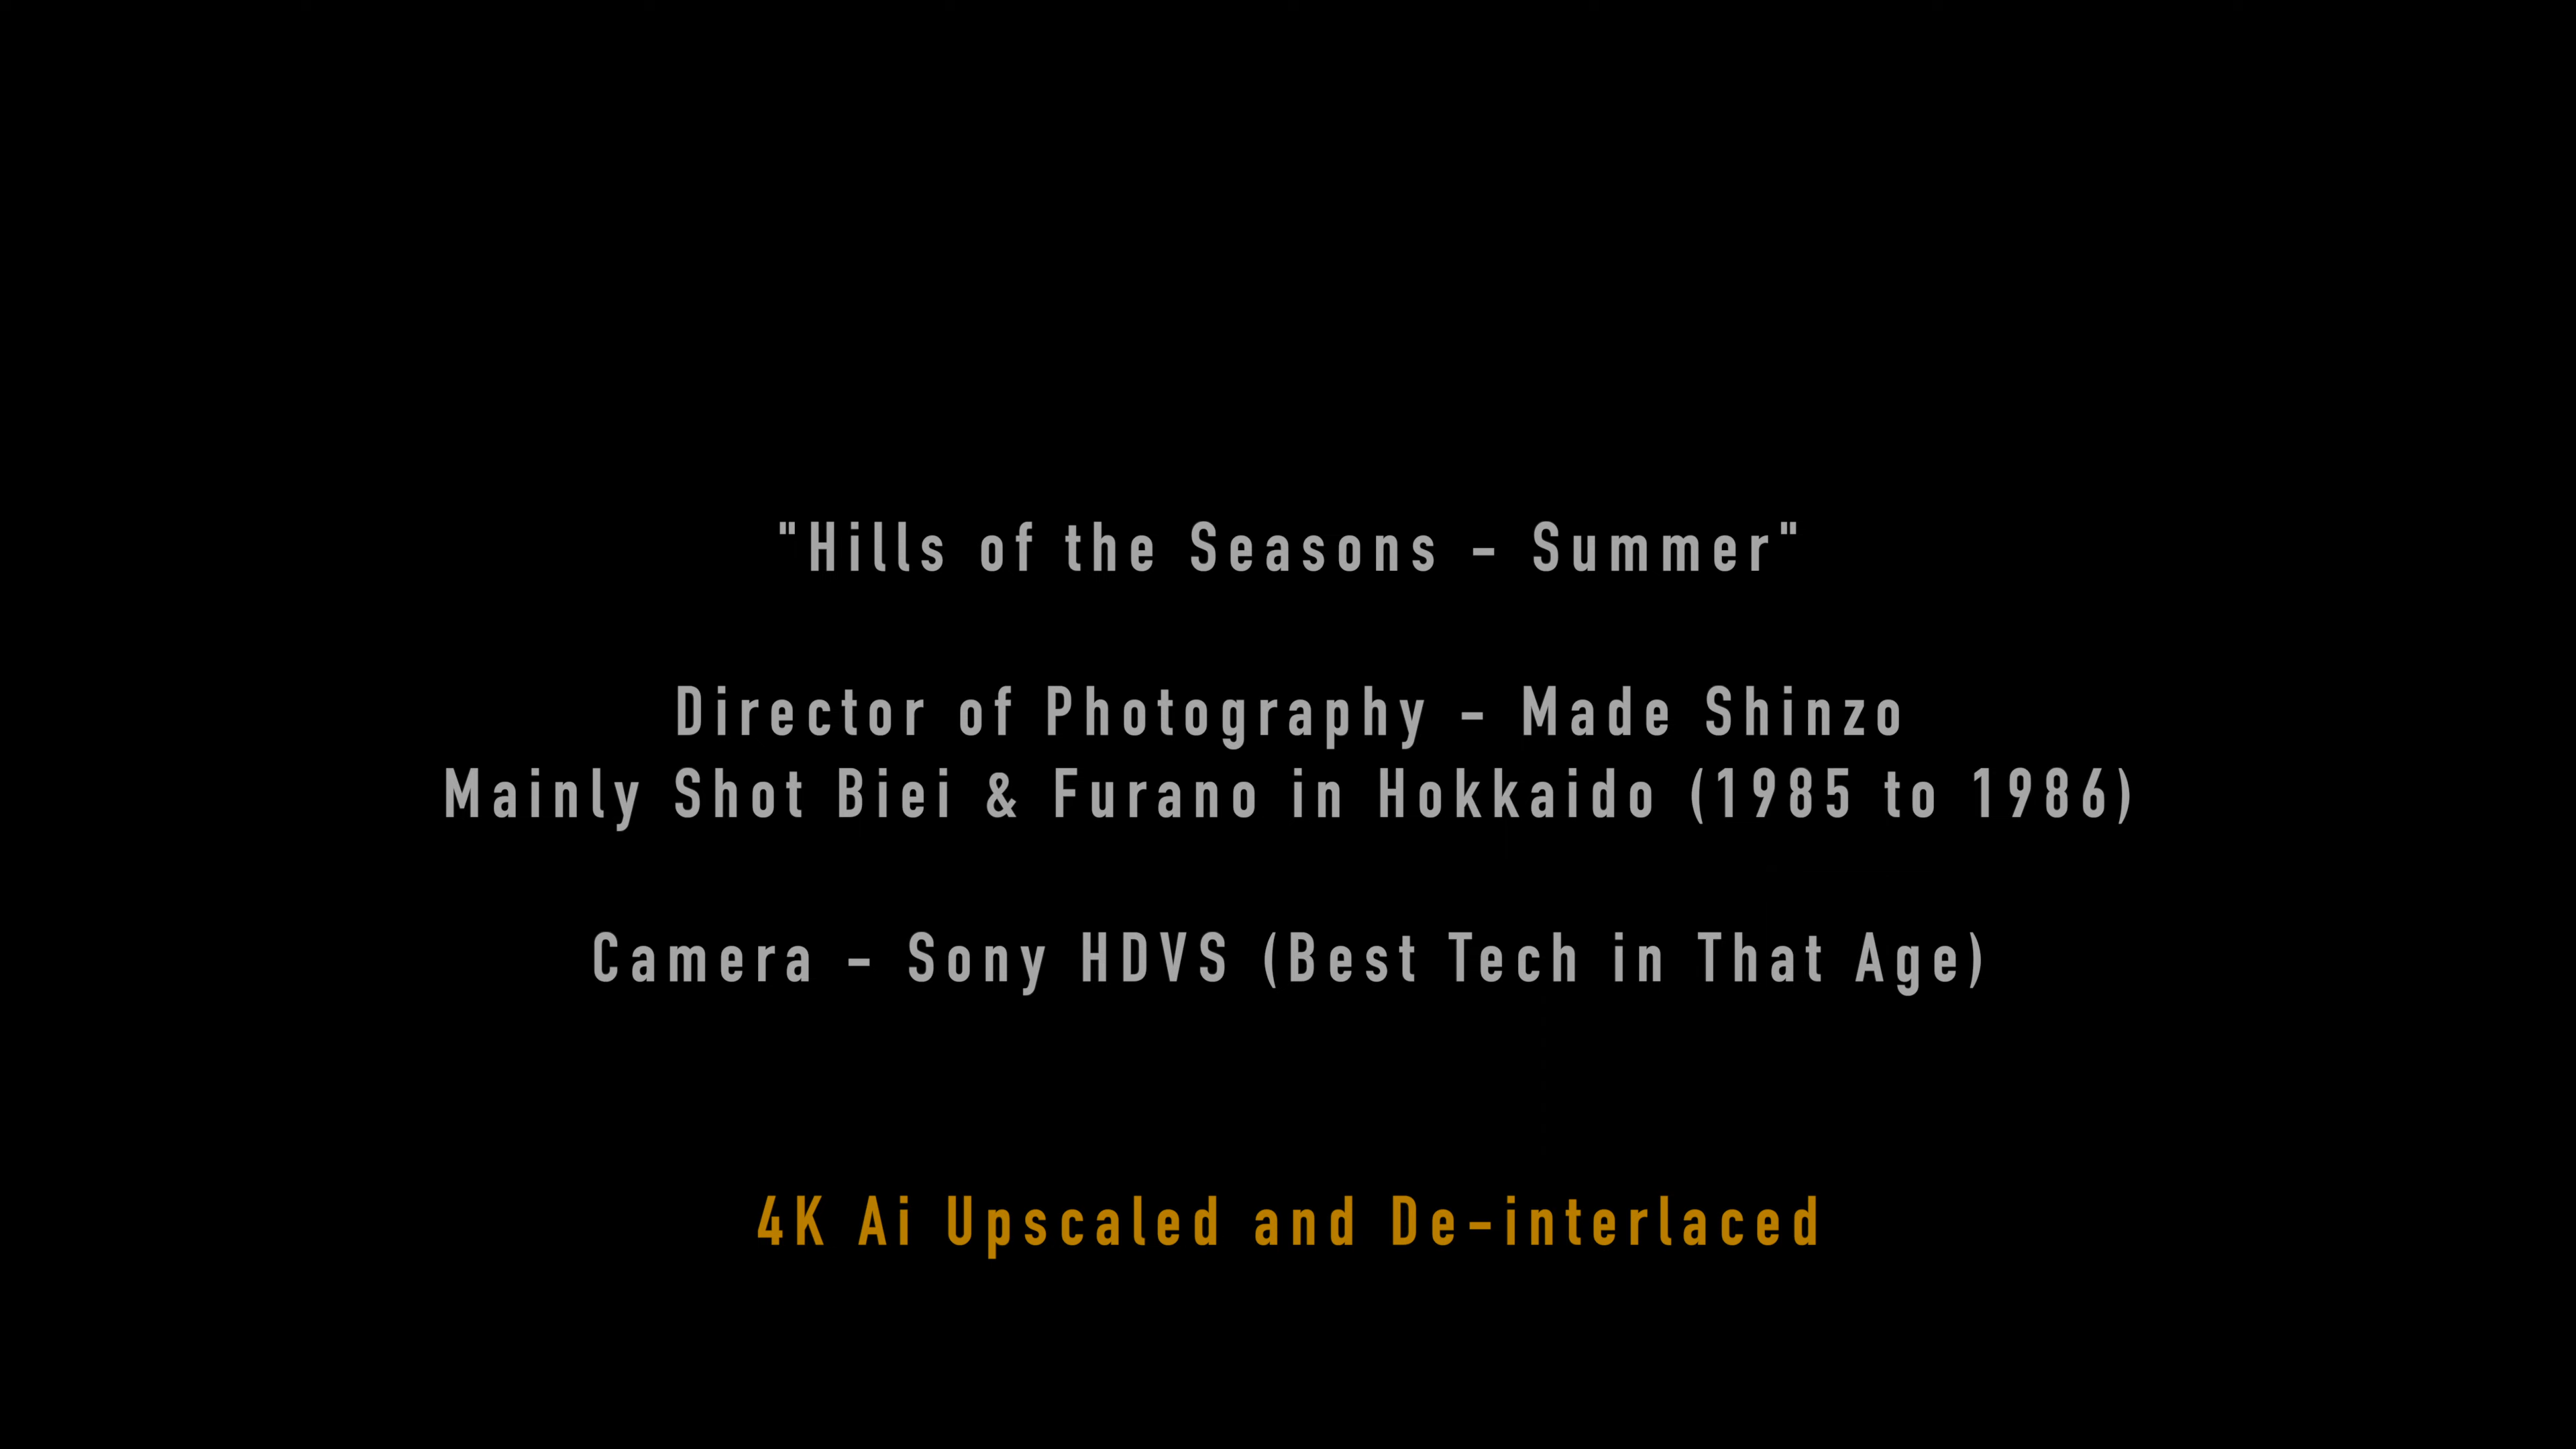 "Hills of the Seasons - Summer"
Director of Photography - Made Shinzo
Mainly Shot Biei & Furano in Hokkaido (1985 to 1986)
Camera - Sony HDVS (Best Tech in That Age)
4K Ai Upscaled and De-interlaced